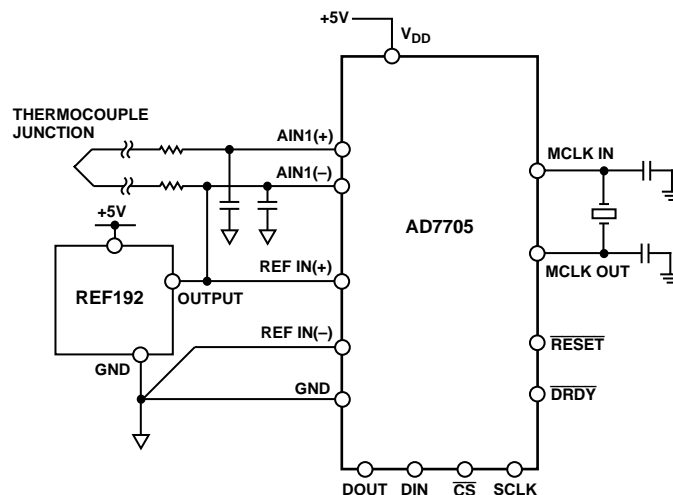 +5V
VDD
THERMOCOUPLE
JUNCTION
AIN1(+)
AIN1(–)
MCLK IN
+5V
AD7705
REF192
OUTPUT
REF IN(+)
MCLK OUT
REF IN(–)
RESET
GND
GND
DRDY
DOUT
DIN
CS
SCLK